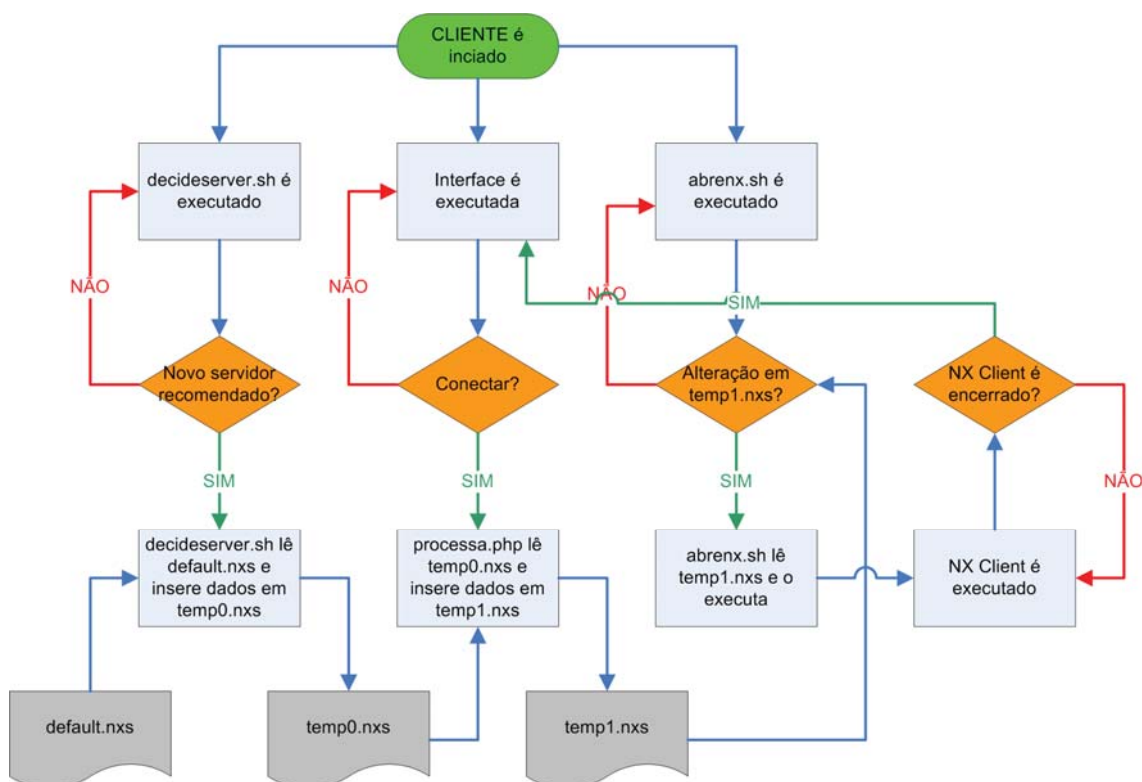 CLIENTE é
inciado
decideserver.sh é
executado
Interface é
executada
abrenx.sh é
executado
NÃO
NÃO
NÃO
SIM
Novo servidor
recomendado?
Conectar?
Alteração em
temp1.nxs?
NX Client é
encerrado?
SIM
SIM
SIM
NÃO
decideserver.sh lê
default.nxs e
insere dados em
temp0.nxs
processa.php lê
temp0.nxs e
insere dados em
temp1.nxs
abrenx.sh lê
temp1.nxs e o
executa
NX Client é
executado
default.nxs
temp0.nxs
temp1.nxs